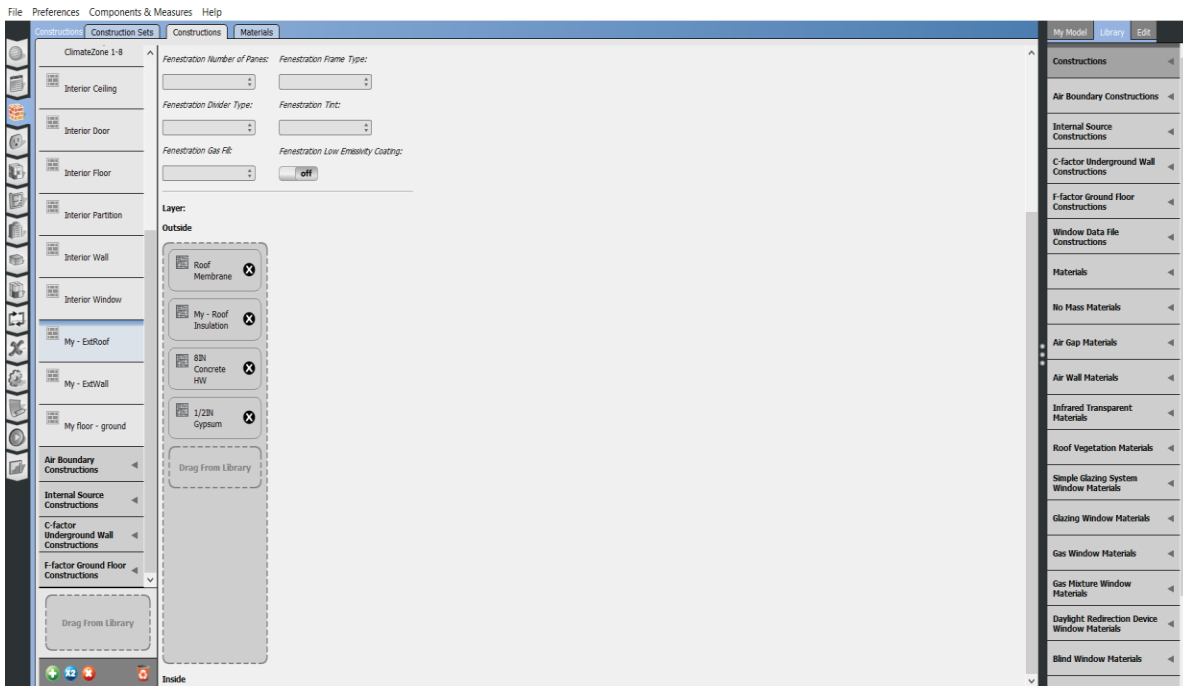 File Preferences Components & Measures Help
Constructions Construction Sets Constructions Materials
My Model Library Edit
ClimateZone 1-8
Interior Ceiling
Interior Door
Interior Floor
Interior Partition
Interior Wall
Interior Window
My - ExtRoof
My - ExtWall
My floor - ground
Air Boundary
Constructions
Internal Source
Constructions
C-factor
Underground Wall
Constructions
F-factor Ground Floor
Constructions
Drag From Library
X2
Fenestration Number of Panes: Fenestration Frame Type:
Fenestration Divider Type: Fenestration Tint:
Fenestration Gas Fill: Fenestration Low Emissivity Coating:
off
Layer:
Outside
Roof
Membrane
My - Roof
Insulation
8IN
Concrete
HW
1/2IN
Gypsum
Drag From Library
Inside
Constructions
Air Boundary Constructions
Internal Source
Constructions
C-factor Underground Wall
Constructions
F-factor Ground Floor
Constructions
Window Data File
Constructions
Materials
No Mass Materials
Air Gap Materials
Air Wall Materials
Infrared Transparent
Materials
Roof Vegetation Materials
Simple Glazing System
Window Materials
Glazing Window Materials
Gas Window Materials
Gas Mixture Window
Materials
Daylight Redirection Device
Window Materials
Blind Window Materials